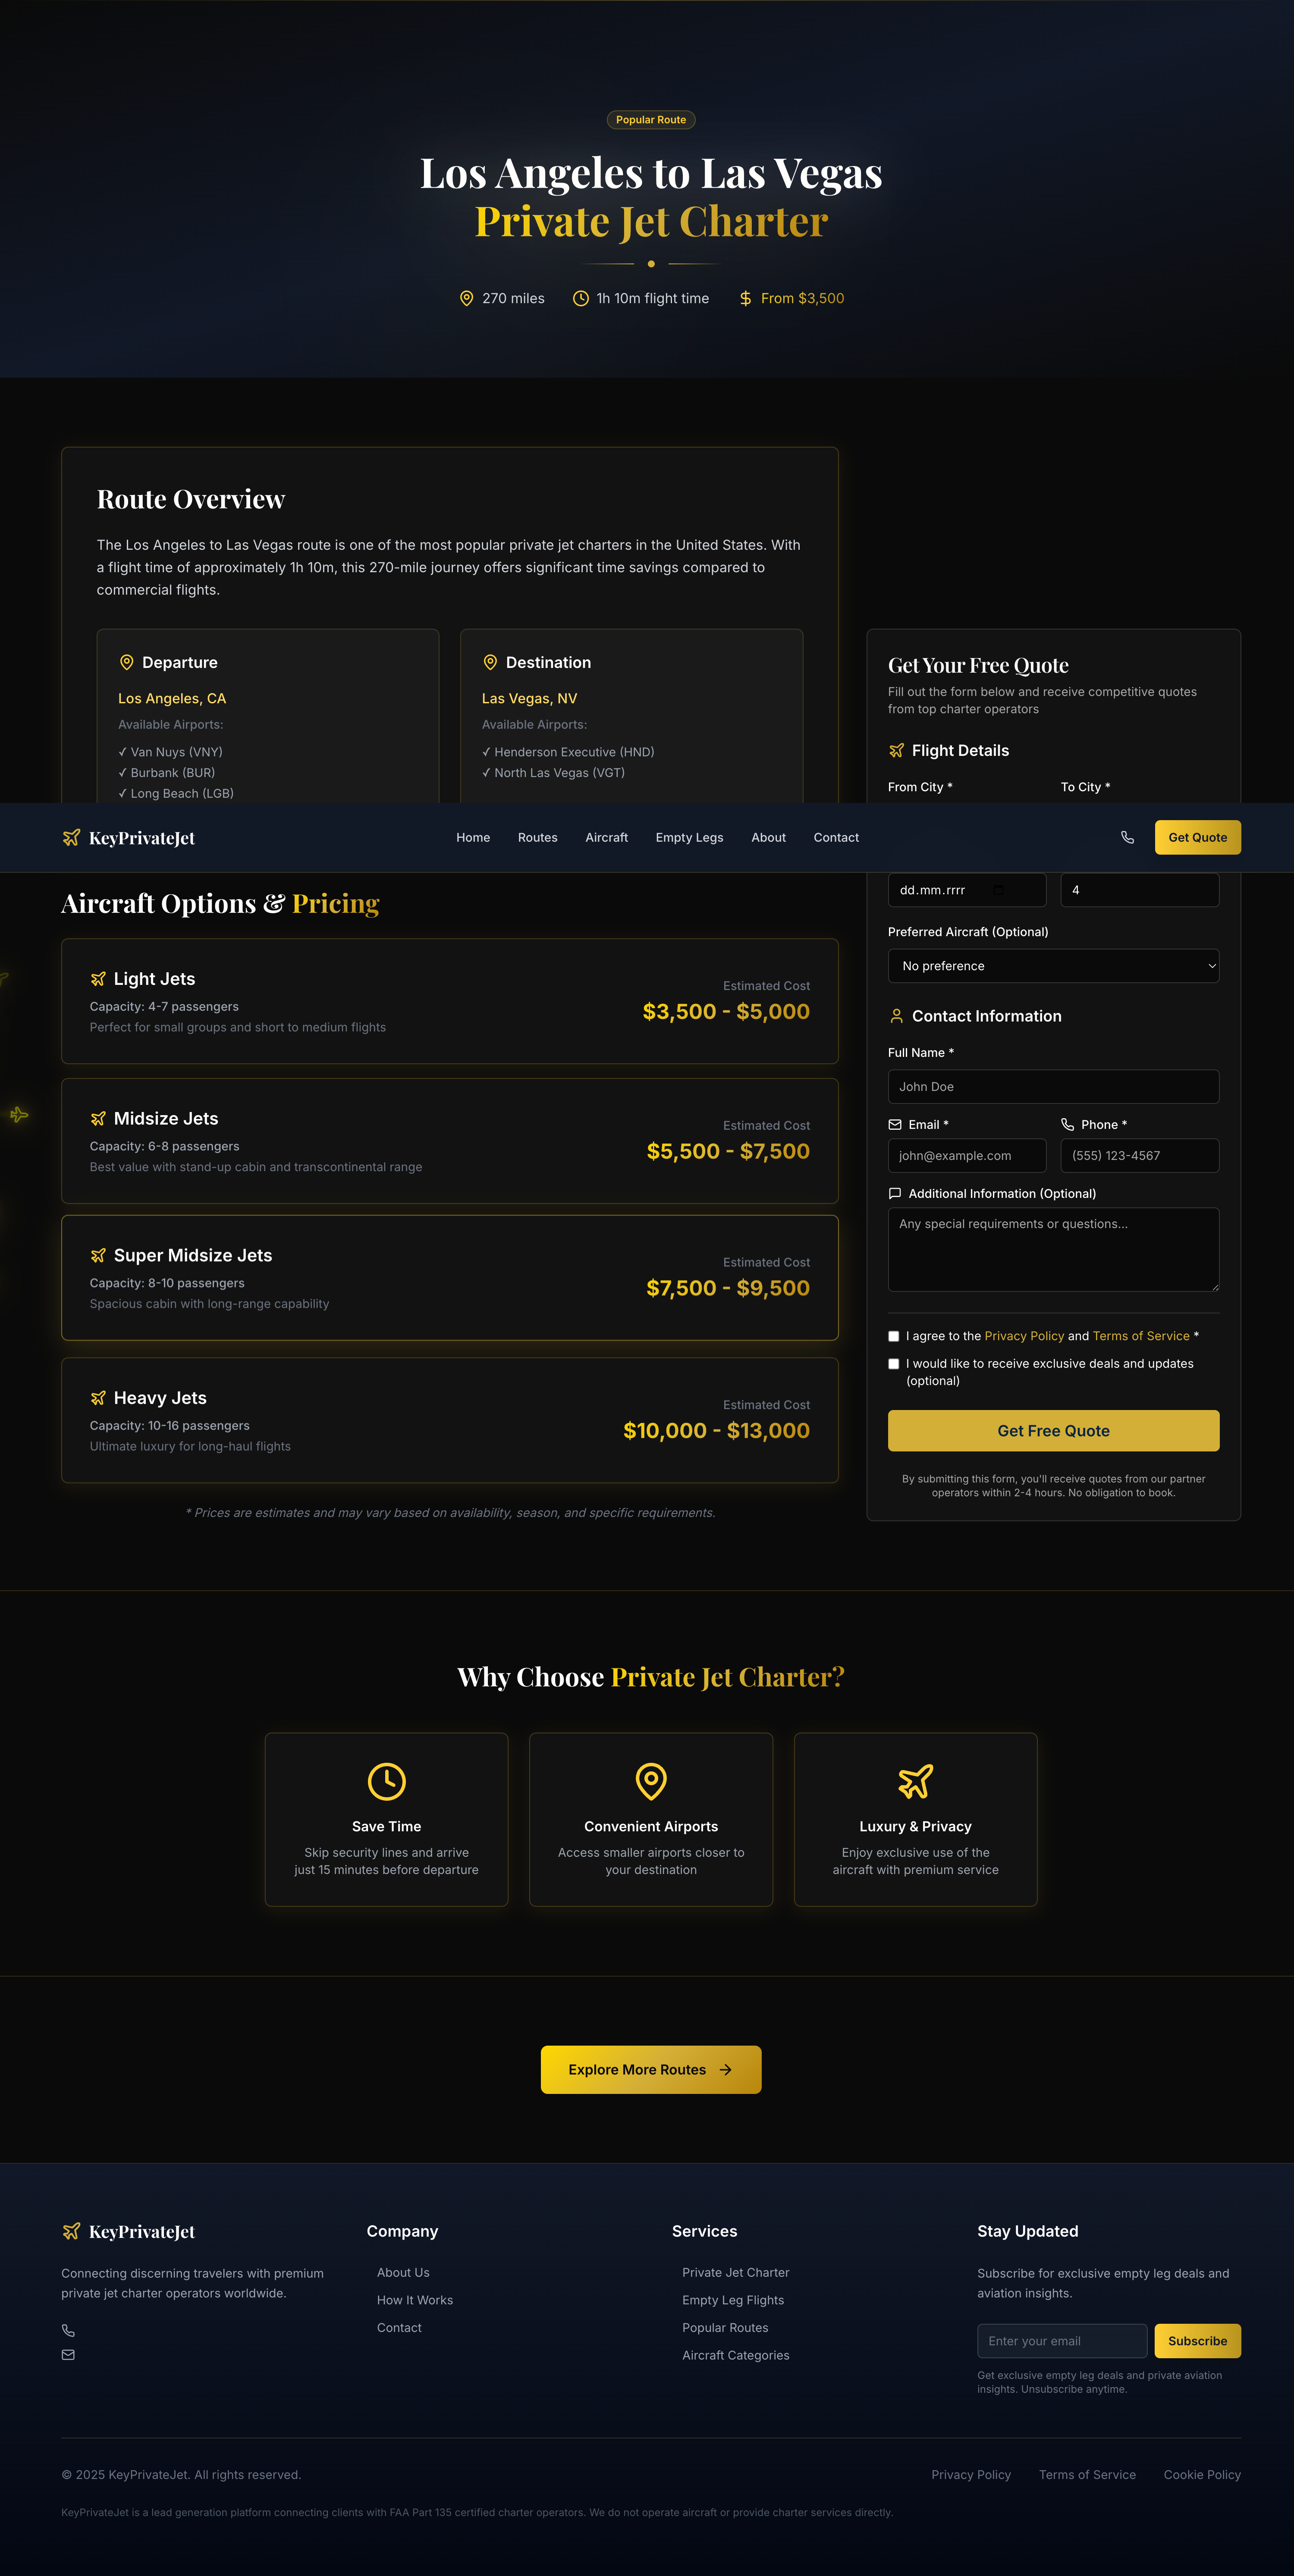 Popular Route
Los Angeles to Las Vegas
Private Jet Charter
270 miles
1h 10m flight time
From $3,500
Route Overview
The Los Angeles to Las Vegas route is one of the most popular private jet charters in the United States. With
a flight time of approximately 1h 10m, this 270-mile journey offers significant time savings compared to
commercial flights.
Departure
Los Angeles, CA
Available Airports:
✓ Van Nuys (VNY)
✓ Burbank (BUR)
✓ Long Beach (LGB)
Destination
Las Vegas, NV
Available Airports:
✓ Henderson Executive (HND)
✓ North Las Vegas (VGT)
Get Your Free Quote
Fill out the form below and receive competitive quotes
from top charter operators
Flight Details
From City *
To City *
KeyPrivateJet
Home
Routes
Aircraft
Empty Legs
About
Contact
Get Quote
Aircraft Options & Pricing
Light Jets
Capacity: 4-7 passengers
Perfect for small groups and short to medium flights
Estimated Cost
$3,500 - $5,000
Midsize Jets
Capacity: 6-8 passengers
Best value with stand-up cabin and transcontinental range
Estimated Cost
$5,500 - $7,500
Super Midsize Jets
Capacity: 8-10 passengers
Spacious cabin with long-range capability
Estimated Cost
$7,500 - $9,500
Heavy Jets
Capacity: 10-16 passengers
Ultimate luxury for long-haul flights
Estimated Cost
$10,000 - $13,000
* Prices are estimates and may vary based on availability, season, and specific requirements.
dd.mm.rrrr
4
Preferred Aircraft (Optional)
No preference
Contact Information
Full Name *
John Doe
Email *
Phone *
john@example.com
(555) 123-4567
Additional Information (Optional)
Any special requirements or questions...
I agree to the Privacy Policy and Terms of Service *
I would like to receive exclusive deals and updates
(optional)
Get Free Quote
By submitting this form, you'll receive quotes from our partner
operators within 2-4 hours. No obligation to book.
Why Choose Private Jet Charter?
Save Time
Skip security lines and arrive
just 15 minutes before departure
Convenient Airports
Access smaller airports closer to
your destination
Luxury & Privacy
Enjoy exclusive use of the
aircraft with premium service
Explore More Routes
KeyPrivateJet
Connecting discerning travelers with premium
private jet charter operators worldwide.
Company
About Us
How It Works
Contact
Services
Private Jet Charter
Empty Leg Flights
Popular Routes
Aircraft Categories
Stay Updated
Subscribe for exclusive empty leg deals and
aviation insights.
Enter your email
Subscribe
Get exclusive empty leg deals and private aviation
insights. Unsubscribe anytime.
© 2025 KeyPrivateJet. All rights reserved.
Privacy Policy
Terms of Service
Cookie Policy
KeyPrivateJet is a lead generation platform connecting clients with FAA Part 135 certified charter operators. We do not operate aircraft or provide charter services directly.